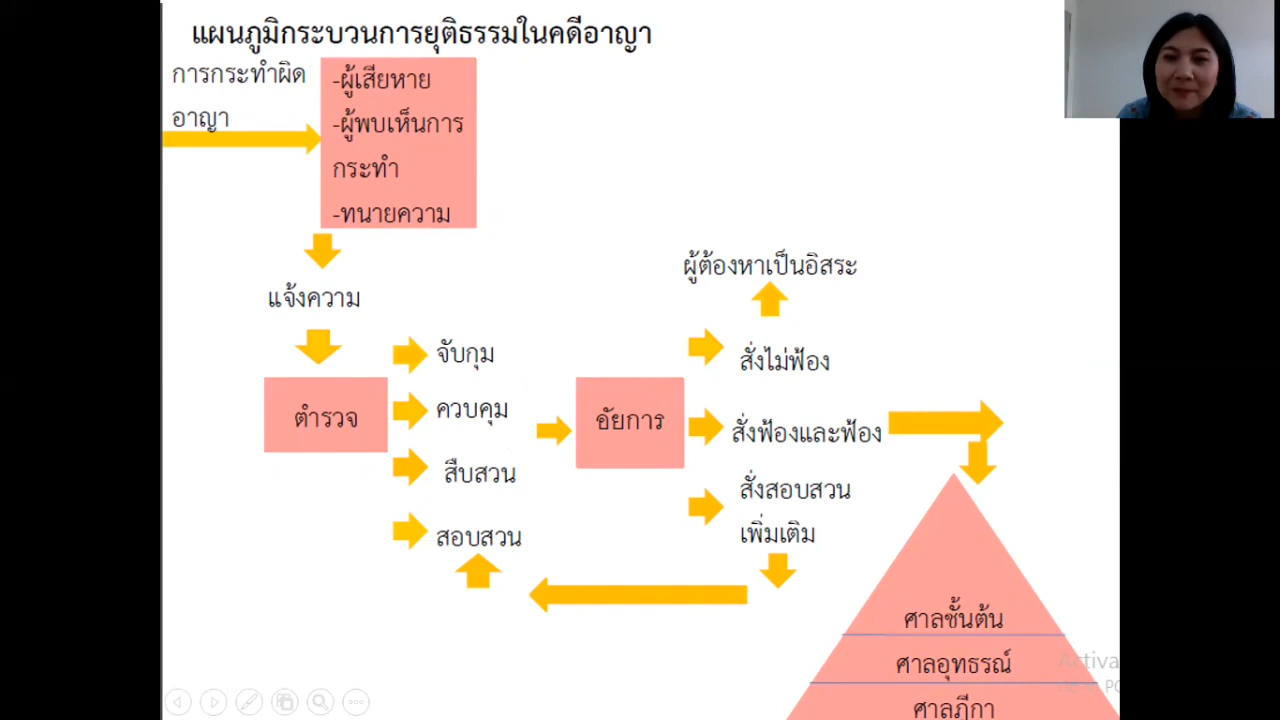 แผนภูมิกระบวนการยุติธรรมในคดีอาญา
การกระทำผิด
อาญา
-ผู้เสียหาย
-ผู้พบเห็นการ
กระทำ
-ทนายความ
แจ้งความ
ตำรวจ
จับกุม
ควบคุม
สืบสวน
สอบสวน
อัยการ
ผู้ต้องหาเป็นอิสระ
สั่งไม่ฟ้อง
สั่งฟ้องและฟ้อง
สั่งสอบสวน
เพิ่มเติม
ศาลชั้นต้น
ศาลอุทธรณ์
ศาลฎีกา
Activa